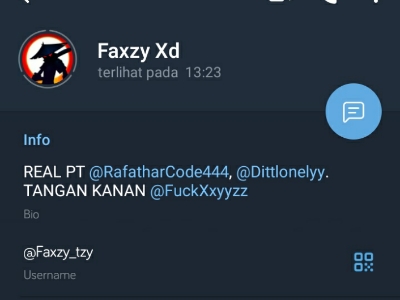 Faxzy Xd
terlihat pada 13:23
Info
REAL PT @RafatharCode444, @Dittlonelyy.
TANGAN KANAN @FuckXxyyzz
Bio
@Faxzy_tzy
Username